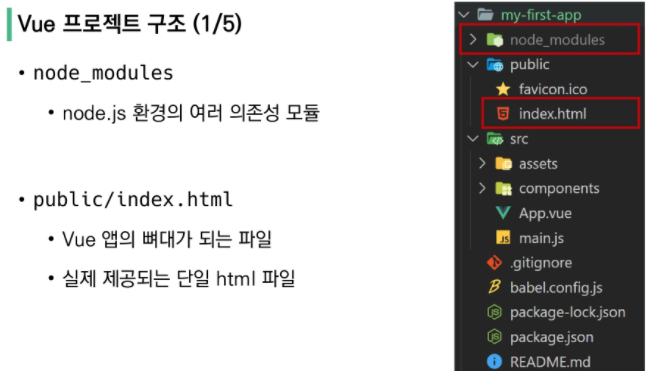 Vue 프로젝트 구조 (1/5)
• node_modules
• node.js 환경의 여러 의존성 모듈
• public/index.html
• Vue 앱의 뼈대가 되는 파일
• 실제 제공되는 단일 html 파일
my-first-app
node_modules
public
favicon.ico
index.html
src
assets
components
App.vue
main.js
.gitignore
babel.config.js
package-lock.json
package.json
README.md